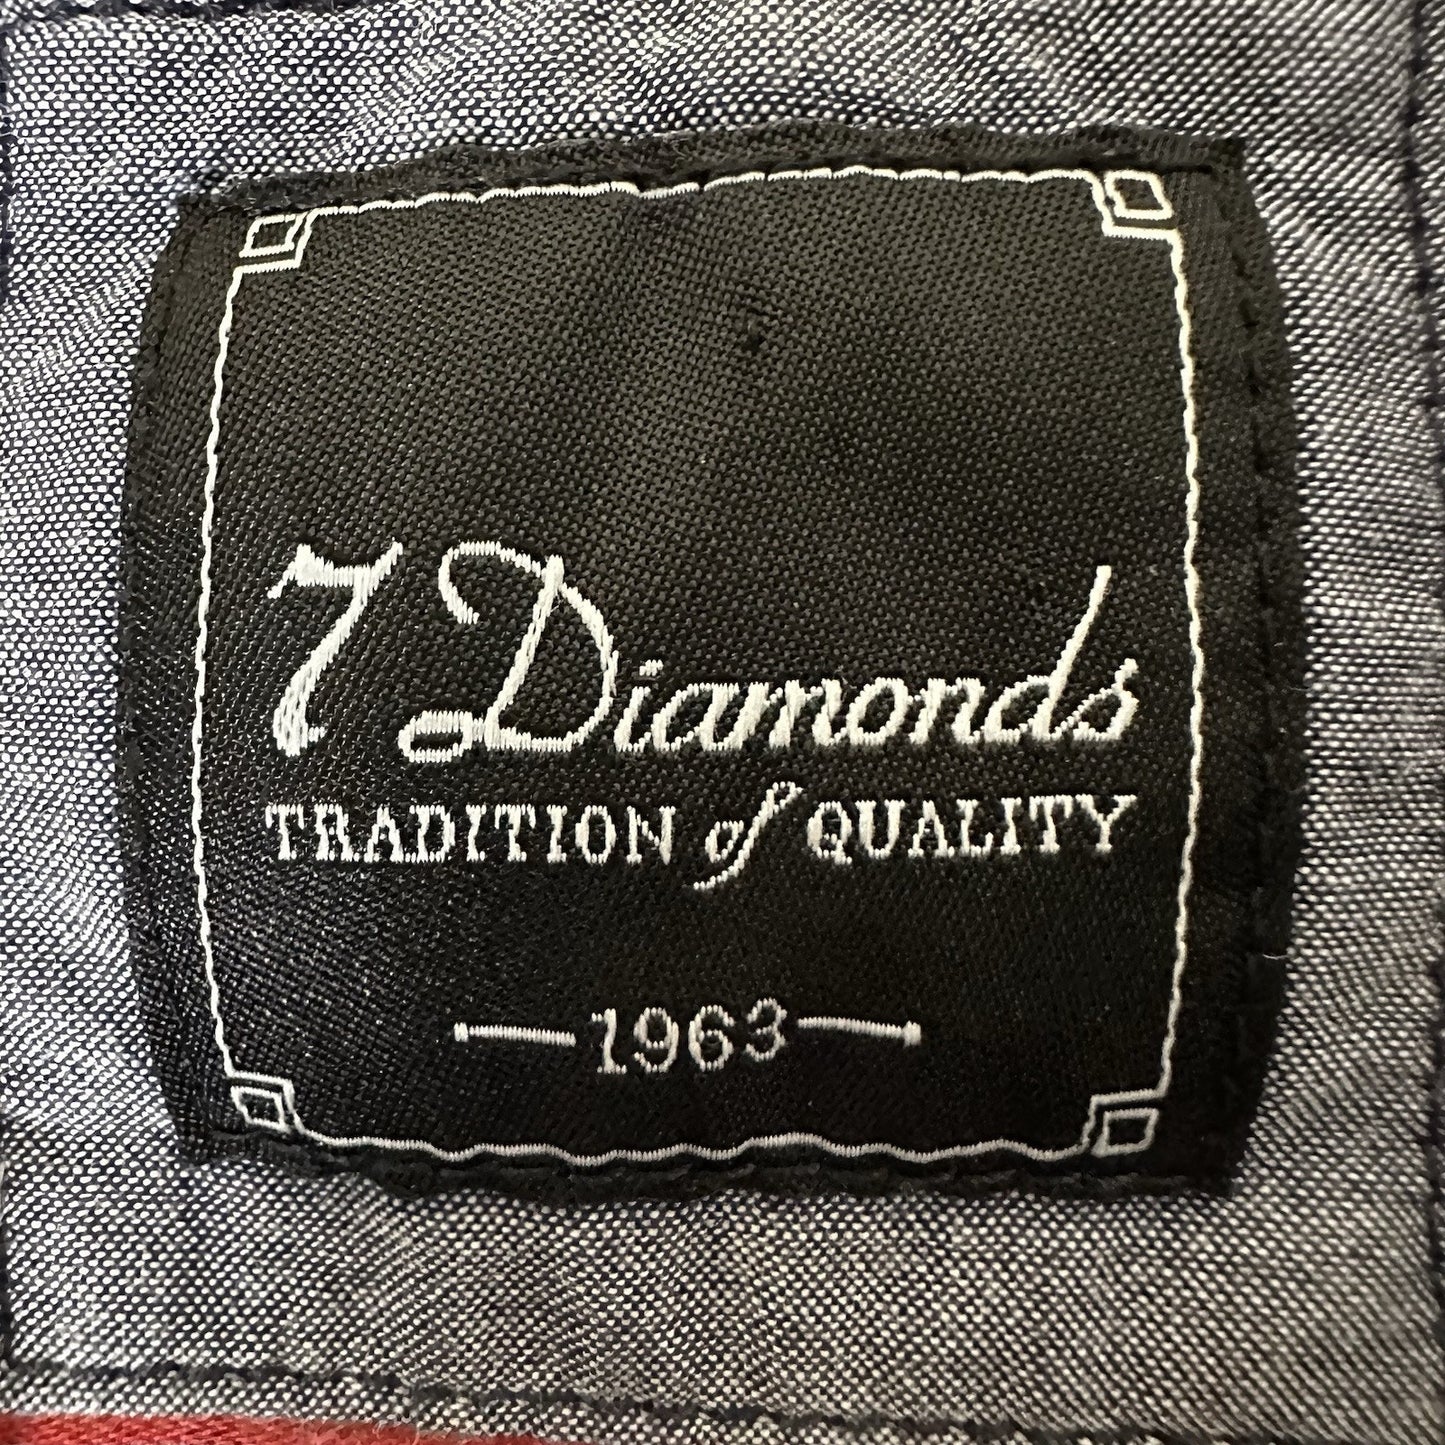 7 Diamonds
TRADITION of QUALITY
1963